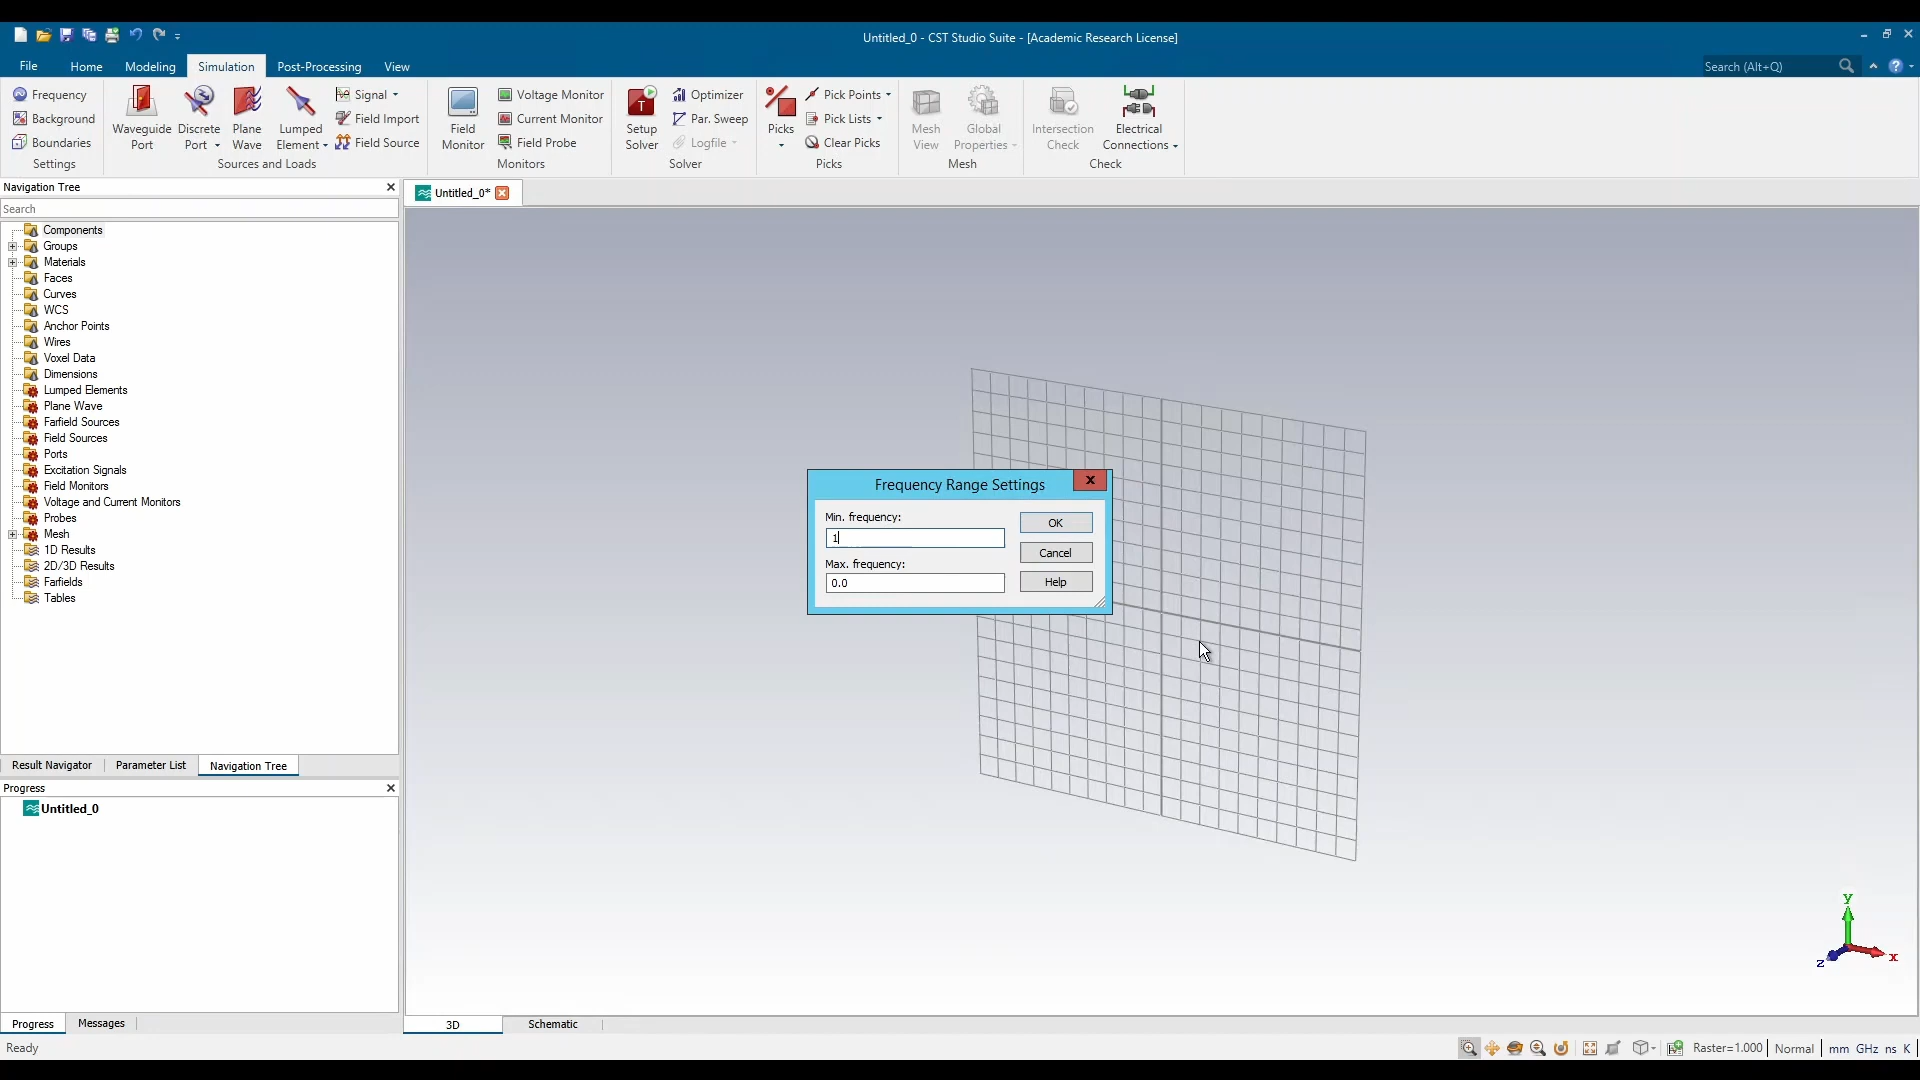 Untitled_0 - CST Studio Suite - [Academic Research License]
File Home Modeling Simulation Post-Processing View
Search (Alt+Q)
Frequency
Background
Boundaries
Settings
Waveguide Port
Discrete Port
Plane Wave
Lumped Element
Signal
Field Import
Field Source
Sources and Loads
Field Monitor
Voltage Monitor
Current Monitor
Field Probe
Monitors
Setup Solver
Optimizer
Par. Sweep
Logfile
Solver
Picks
Pick Points
Pick Lists
Clear Picks
Picks
Mesh View
Global Properties
Mesh
Intersection Check
Electrical Connections
Check
Navigation Tree
Search
Components
Groups
Materials
Faces
Curves
WCS
Anchor Points
Wires
Voxel Data
Dimensions
Lumped Elements
Plane Wave
Farfield Sources
Field Sources
Ports
Excitation Signals
Field Monitors
Voltage and Current Monitors
Probes
Mesh
1D Results
2D/3D Results
Farfields
Tables
Result Navigator Parameter List Navigation Tree
Progress
Untitled_0
Progress Messages
Untitled_0*
Frequency Range Settings
Min. frequency:
1
Max. frequency:
0.0
OK
Cancel
Help
y
z
x
3D Schematic
Ready
Raster=1.000 Normal mm GHz ns K